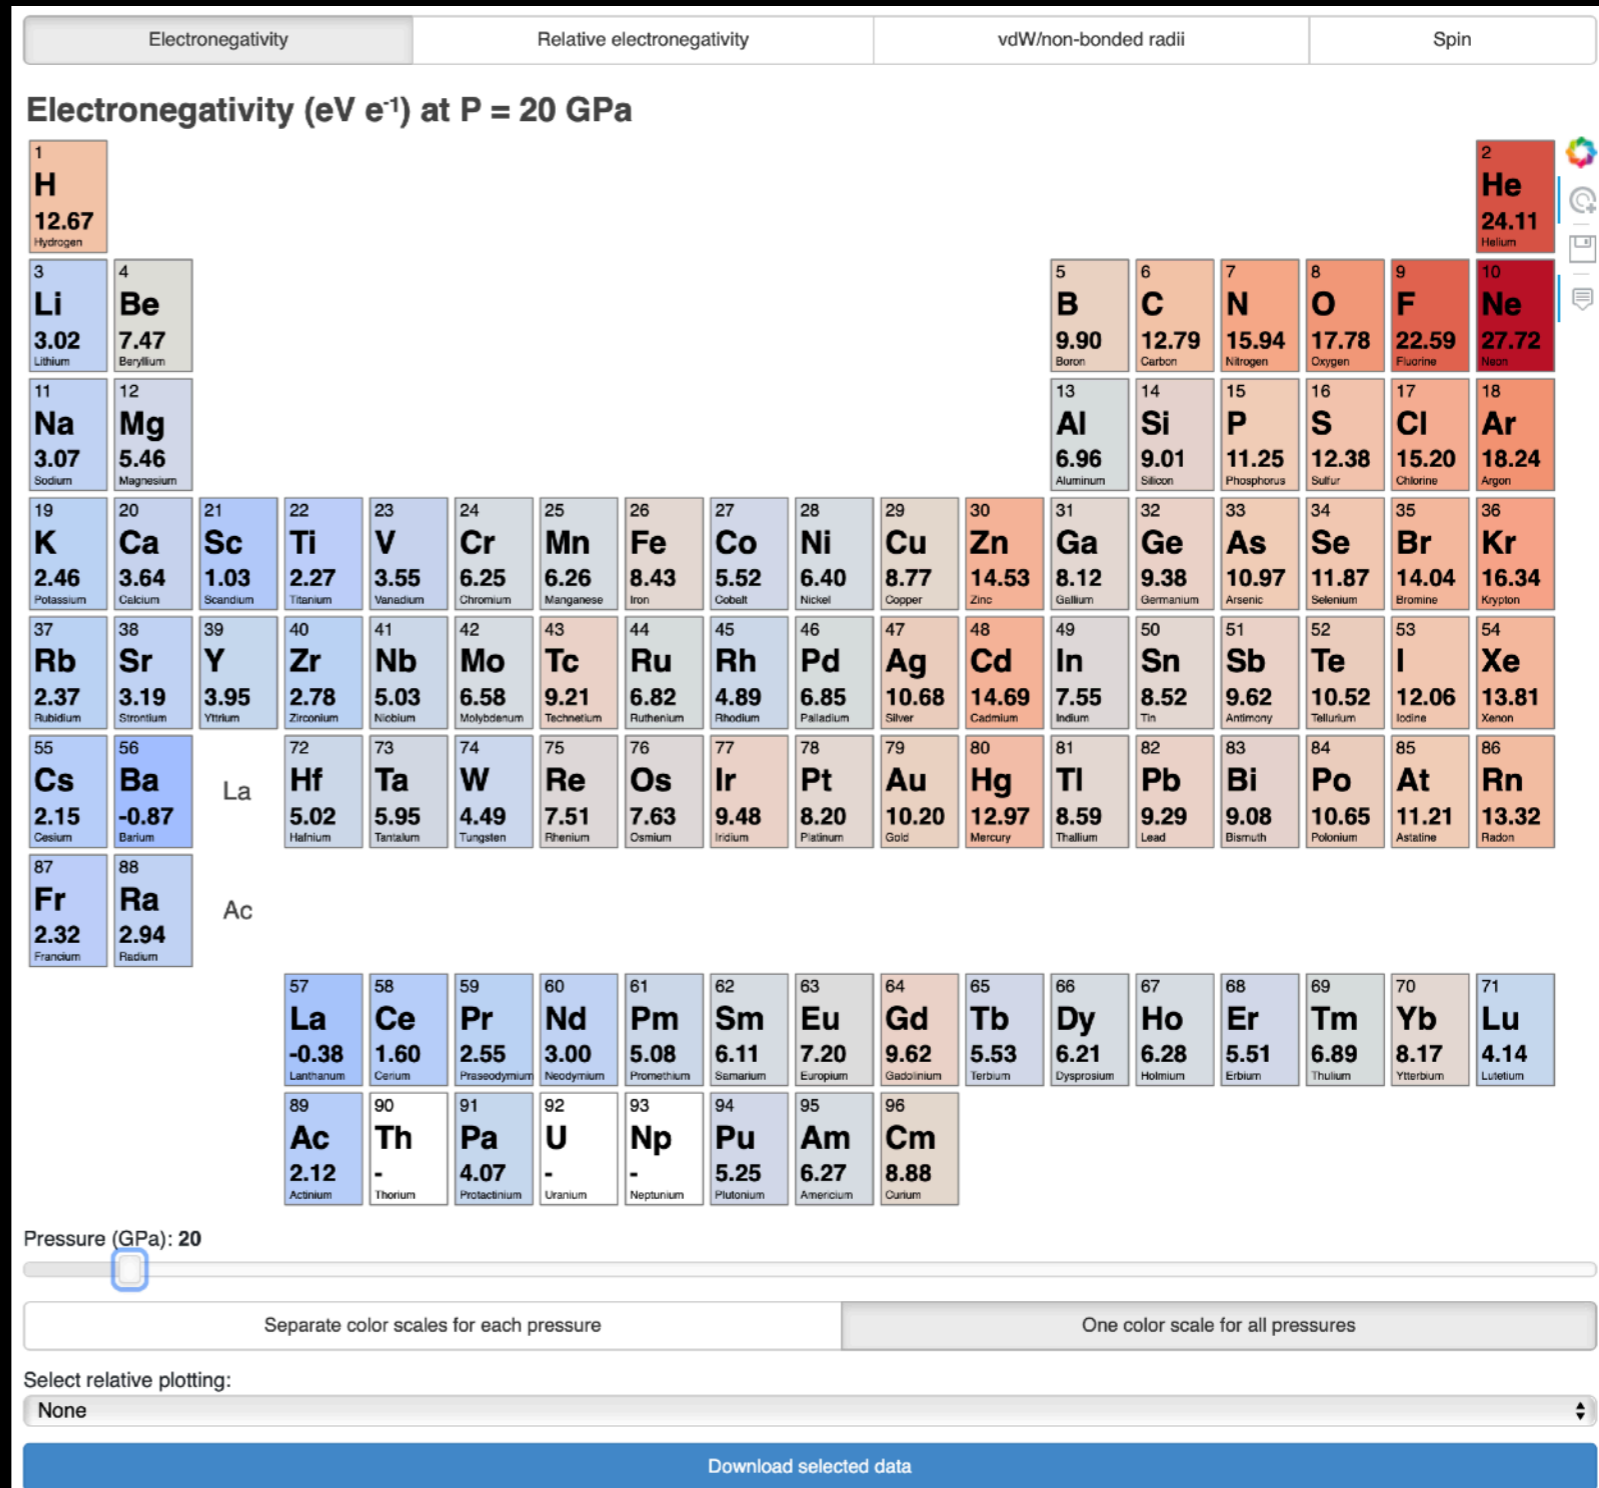 Electronegativity Relative electronegativity vdW/non-bonded radii Spin
Electronegativity (eV e⁻¹) at P = 20 GPa
1 2
H He
12.67 24.11
Hydrogen Helium
3 4 5 6 7 8 9 10
Li Be B C N O F Ne
3.02 7.47 9.90 12.79 15.94 17.78 22.59 27.72
Lithium Beryllium Boron Carbon Nitrogen Oxygen Fluorine Neon
11 12 13 14 15 16 17 18
Na Mg Al Si P S Cl Ar
3.07 5.46 6.96 9.01 11.25 12.38 15.20 18.24
Sodium Magnesium Aluminum Silicon Phosphorus Sulfur Chlorine Argon
19 20 21 22 23 24 25 26 27 28 29 30 31 32 33 34 35 36
K Ca Sc Ti V Cr Mn Fe Co Ni Cu Zn Ga Ge As Se Br Kr
2.46 3.64 1.03 2.27 3.55 6.25 6.26 8.43 5.52 6.40 8.77 14.53 8.12 9.38 10.97 11.87 14.04 16.34
Potassium Calcium Scandium Titanium Vanadium Chromium Manganese Iron Cobalt Nickel Copper Zinc Gallium Germanium Arsenic Selenium Bromine Krypton
37 38 39 40 41 42 43 44 45 46 47 48 49 50 51 52 53 54
Rb Sr Y Zr Nb Mo Tc Ru Rh Pd Ag Cd In Sn Sb Te I Xe
2.37 3.19 3.95 2.78 5.03 6.58 9.21 6.82 4.89 6.85 10.68 14.69 7.55 8.52 9.62 10.52 12.06 13.81
Rubidium Strontium Yttrium Zirconium Niobium Molybdenum Technetium Ruthenium Rhodium Palladium Silver Cadmium Indium Tin Antimony Tellurium Iodine Xenon
55 56 72 73 74 75 76 77 78 79 80 81 82 83 84 85 86
Cs Ba La Hf Ta W Re Os Ir Pt Au Hg Tl Pb Bi Po At Rn
2.15 -0.87 5.02 5.95 4.49 7.51 7.63 9.48 8.20 10.20 12.97 8.59 9.29 9.08 10.65 11.21 13.32
Cesium Barium Hafnium Tantalum Tungsten Rhenium Osmium Iridium Platinum Gold Mercury Thallium Lead Bismuth Polonium Astatine Radon
87 88
Fr Ra Ac
2.32 2.94
Francium Radium
57 58 59 60 61 62 63 64 65 66 67 68 69 70 71
La Ce Pr Nd Pm Sm Eu Gd Tb Dy Ho Er Tm Yb Lu
-0.38 1.60 2.55 3.00 5.08 6.11 7.20 9.62 5.53 6.21 6.28 5.51 6.89 8.17 4.14
Lanthanum Cerium Praseodymium Neodymium Promethium Samarium Europium Gadolinium Terbium Dysprosium Holmium Erbium Thulium Ytterbium Lutetium
89 90 91 92 93 94 95 96
Ac Th Pa U Np Pu Am Cm
2.12 - 4.07 - - 5.25 6.27 8.88
Actinium Thorium Protactinium Uranium Neptunium Plutonium Americium Curium
Pressure (GPa): 20
Separate color scales for each pressure One color scale for all pressures
Select relative plotting:
None
Download selected data